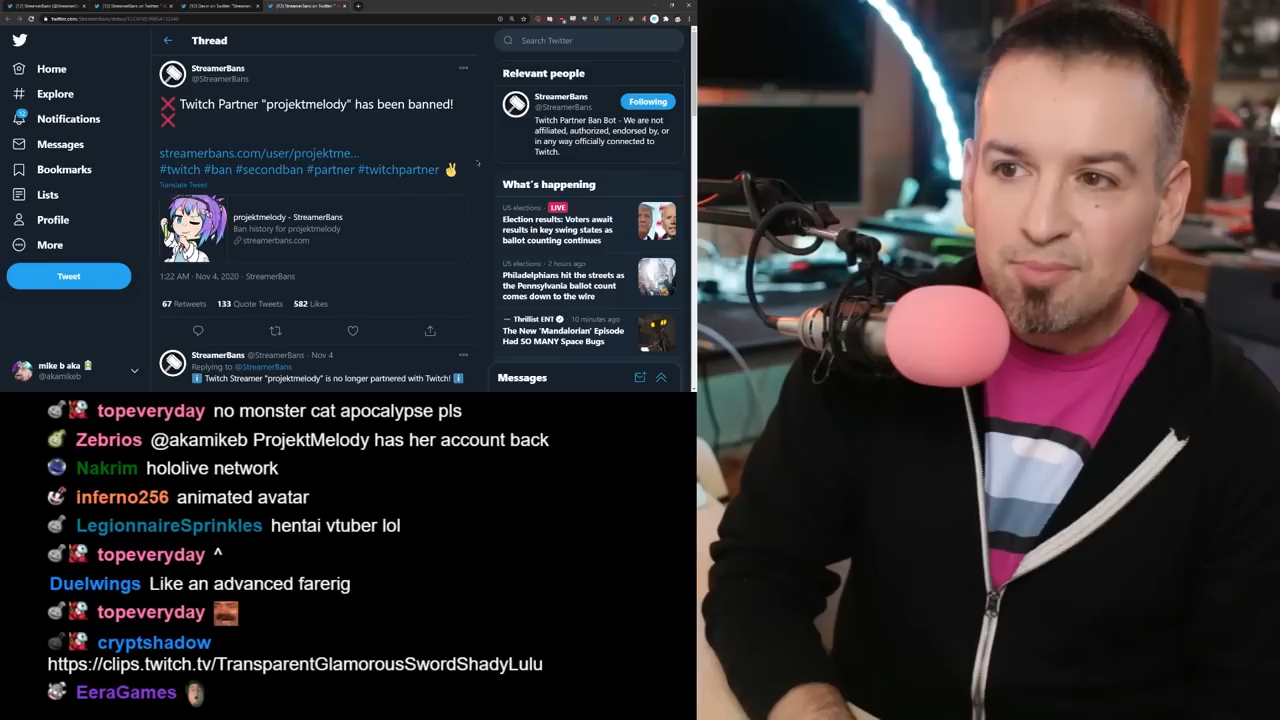 Thread
Search Twitter
Home
Explore
Notifications
Messages
Bookmarks
Lists
Profile
More
Tweet
mike b aka
@akamikeb
StreamerBans
@StreamerBans
❌ Twitch Partner "projektmelody" has been banned!
❌
streamerbans.com/user/projektme...
#twitch #ban #secondban #partner #twitchpartner ✌
Translate Tweet
projektmelody - StreamerBans
Ban history for projektmelody
streamerbans.com
1:22 AM · Nov 4, 2020 · StreamerBans
67 Retweets 133 Quote Tweets 582 Likes
StreamerBans @StreamerBans · Nov 4
Replying to @StreamerBans
ℹ Twitch Streamer "projektmelody" is no longer partnered with Twitch! ℹ
Relevant people
StreamerBans
@StreamerBans
Following
Twitch Partner Ban Bot - We are
not affiliated, authorized, endorsed by, or
in any way officially connected to
Twitch.
What's happening
US elections · LIVE
Election results: Voters await
results in key swing states as
ballot counting continues
US elections · 2 hours ago
Philadelphians hit the streets as
the Pennsylvania ballot count
comes down to the wire
Thrillist ENT · 10 minutes ago
The New 'Mandalorian' Episode
Had SO MANY Space Bugs
Messages
topeveryday no monster cat apocalypse pls
Zebrios @akamikeb ProjektMelody has her account back
Nakrim hololive network
inferno256 animated avatar
LegionnaireSprinkles hentai vtuber lol
topeveryday ^
Duelwings Like an advanced farerig
topeveryday
cryptshadow
https://clips.twitch.tv/TransparentGlamorousSwordShadyLulu
EeraGames